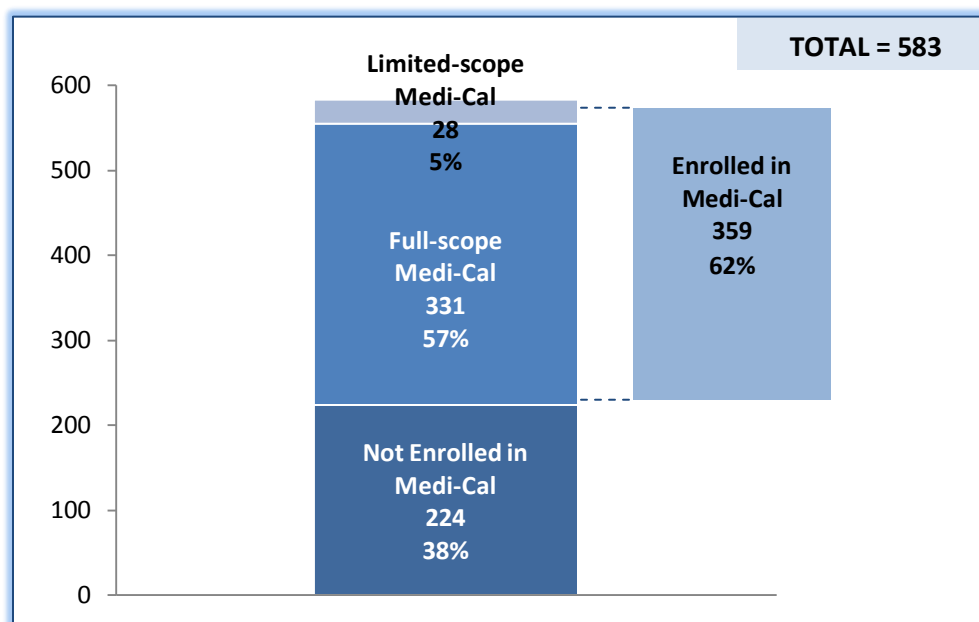 TOTAL = 583
600
500
400
300
200
100
0
Limited-scope
Medi-Cal
28
5%
Full-scope
Medi-Cal
331
57%
Not Enrolled in
Medi-Cal
224
38%
Enrolled in
Medi-Cal
359
62%